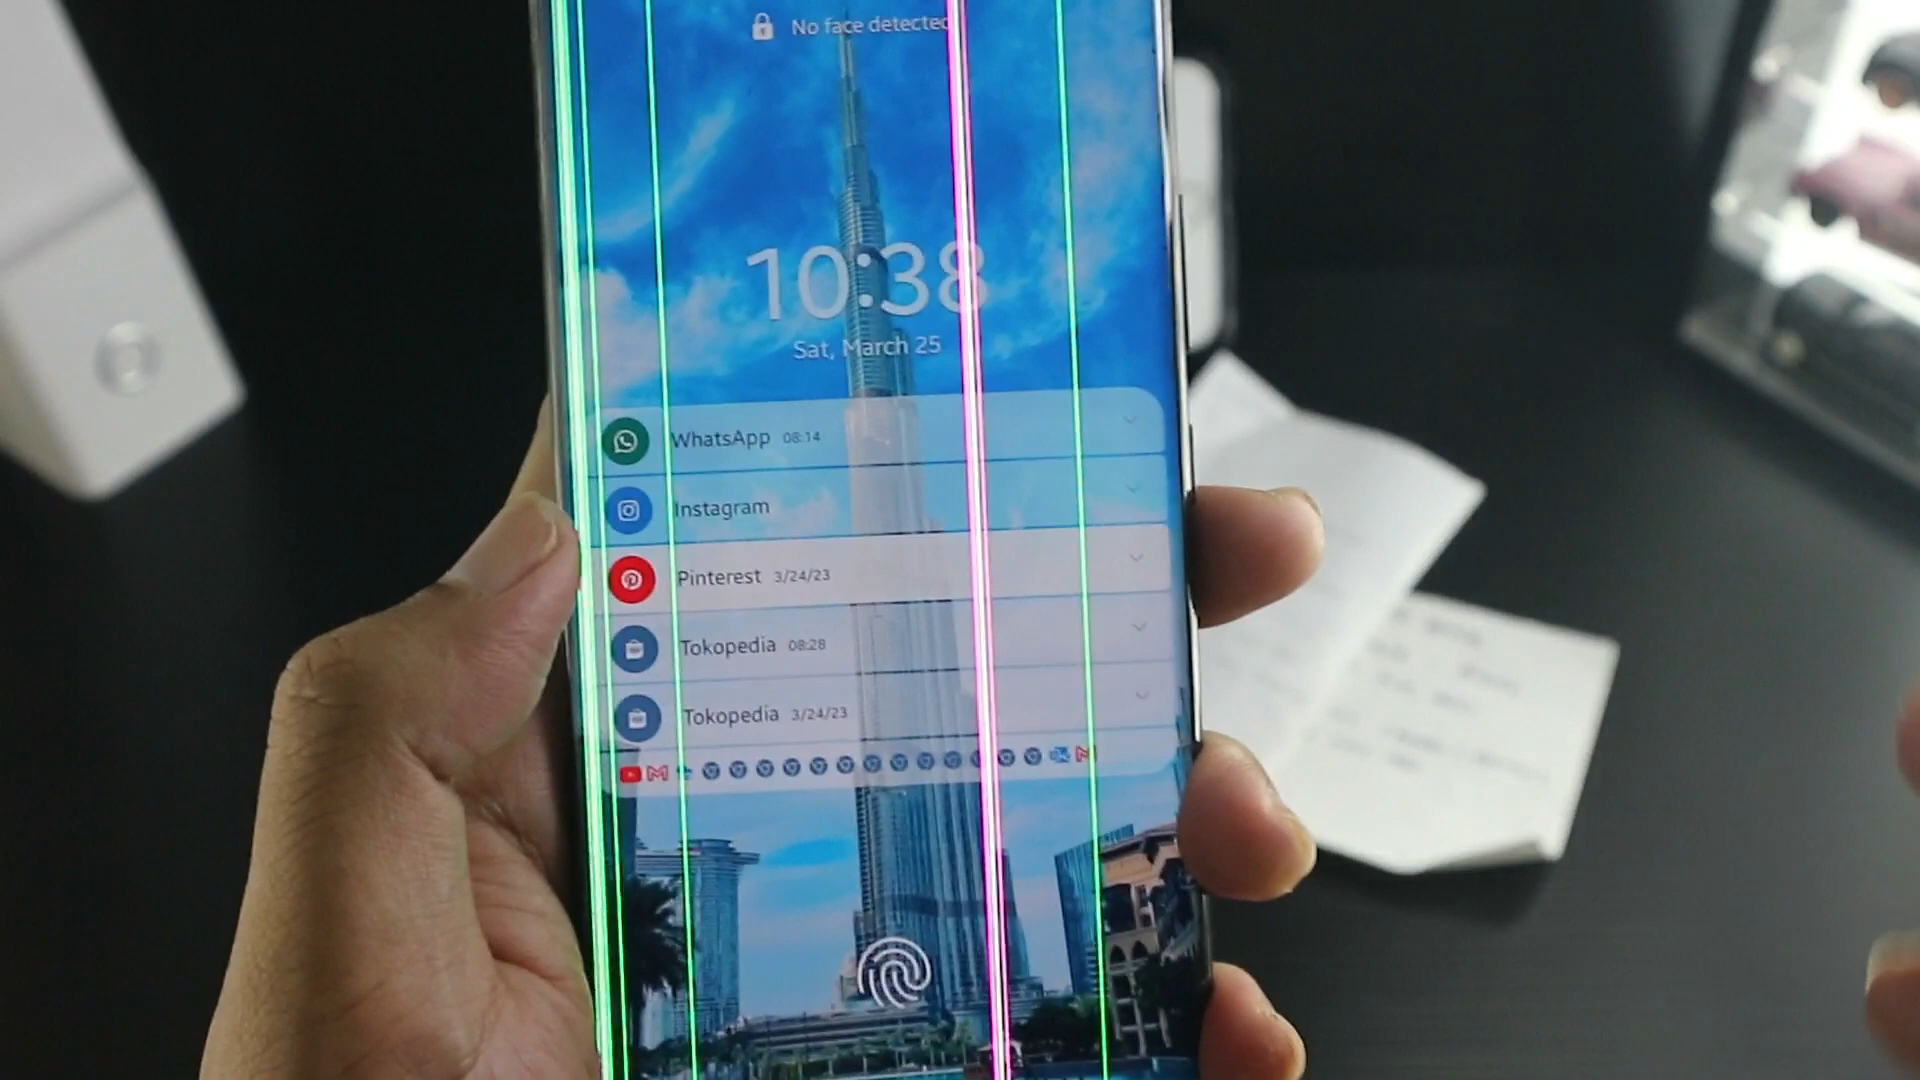 No face detected
10:38
Sat, March 25
WhatsApp 08:14
Instagram
Pinterest 3/24/23
Tokopedia 08:28
Tokopedia 3/24/23